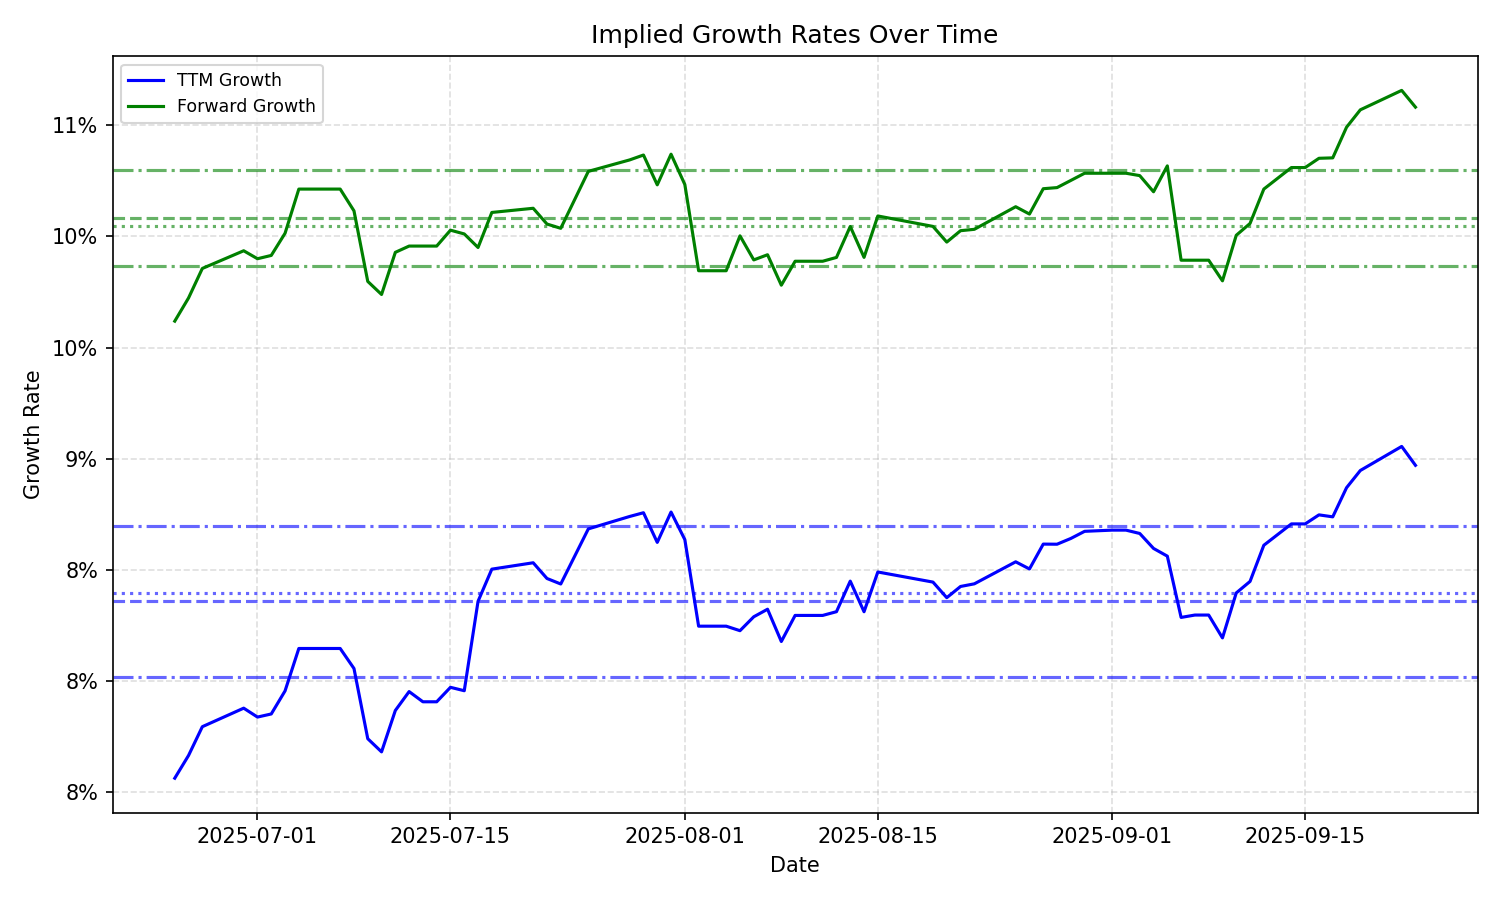 Implied Growth Rates Over Time
TTM Growth
Forward Growth
11%
10%
10%
9%
8%
8%
8%
Growth Rate
2025-07-01
2025-07-15
2025-08-01
2025-08-15
2025-09-01
2025-09-15
Date